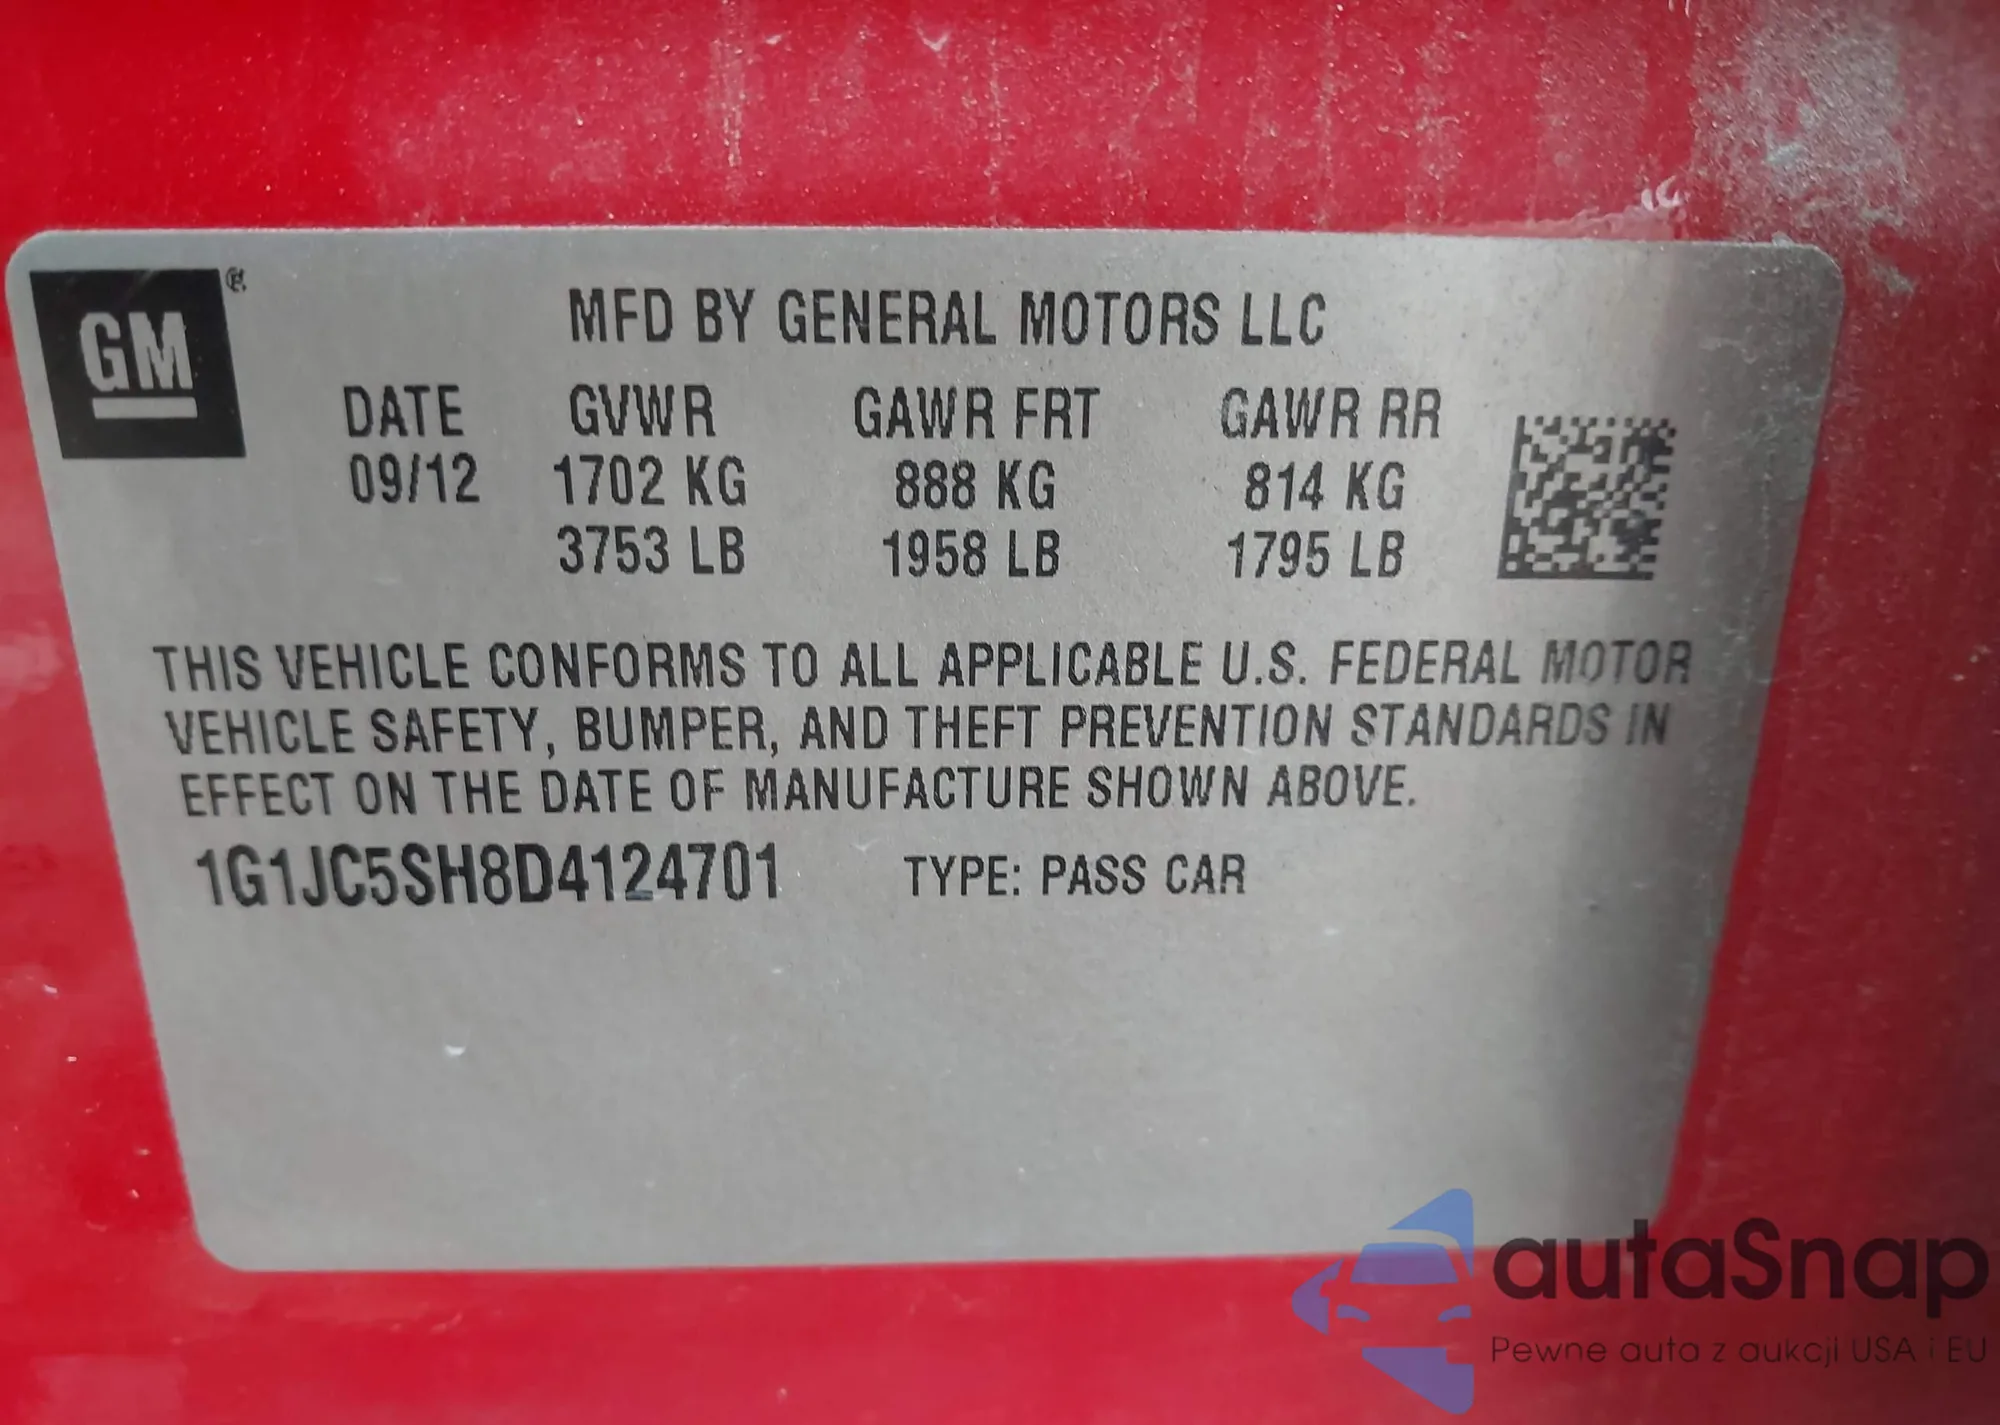 GM®
MFD BY GENERAL MOTORS LLC
DATE GVWR GAWR FRT GAWR RR
09/12 1702 KG 888 KG 814 KG
3753 LB 1958 LB 1795 LB
THIS VEHICLE CONFORMS TO ALL APPLICABLE U.S. FEDERAL MOTOR
VEHICLE SAFETY, BUMPER, AND THEFT PREVENTION STANDARDS IN
EFFECT ON THE DATE OF MANUFACTURE SHOWN ABOVE.
1G1JC5SH8D4124701 TYPE: PASS CAR
autaSnap
Pewne auta z aukcji USA i EU